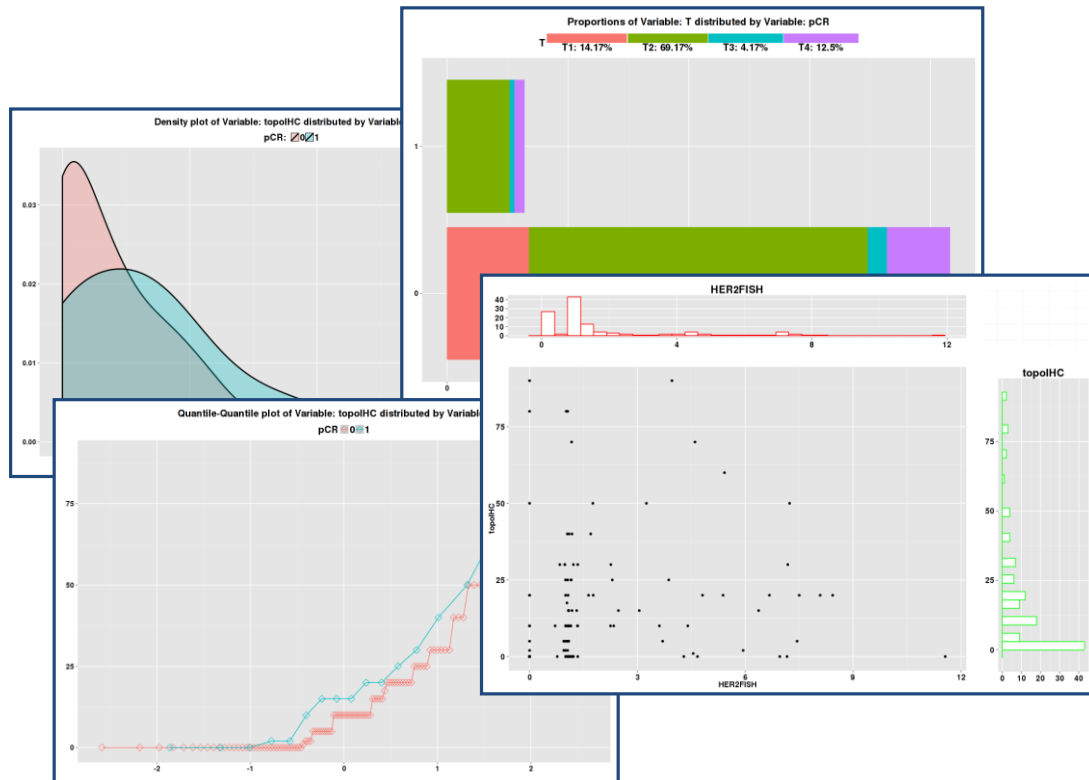 Proportions of Variable: T distributed by Variable: pCR
T T1: 14.17% T2: 69.17% T3: 4.17% T4: 12.5%
1
0
0
Density plot of Variable: topoIHC distributed by Variable
pCR: 0 1
0.03
0.02
0.01
0.00
HER2FISH
40
30
20
10
0
0 4 8 12
topoIHC
75
50
25
0
0 10 20 30 40
topoIHC
75
50
25
0
0 3 6 9 12
HER2FISH
Quantile-Quantile plot of Variable: topoIHC distributed by Variable
pCR 0 1
75
50
25
0
-2 -1 0 1 2